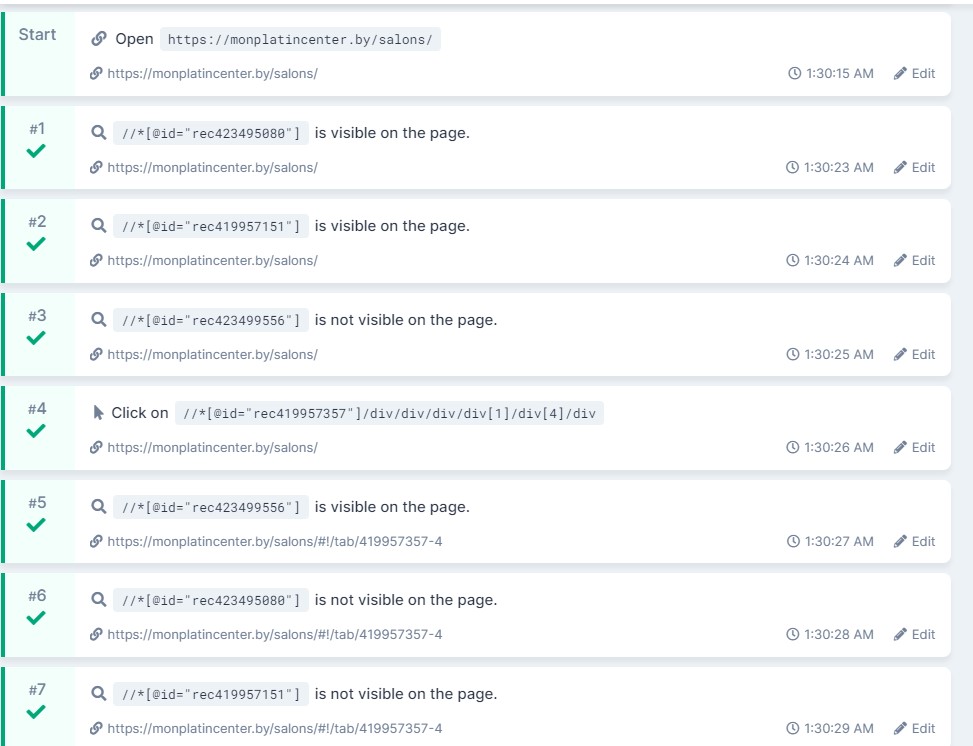 Start
Open https://monplatincenter.by/salons/
https://monplatincenter.by/salons/ 1:30:15 AM Edit
#1
//*[@id="rec423495080"] is visible on the page.
https://monplatincenter.by/salons/ 1:30:23 AM Edit
#2
//*[@id="rec419957151"] is visible on the page.
https://monplatincenter.by/salons/ 1:30:24 AM Edit
#3
//*[@id="rec423499556"] is not visible on the page.
https://monplatincenter.by/salons/ 1:30:25 AM Edit
#4
Click on //*[@id="rec419957357"]/div/div/div/div[1]/div[4]/div
https://monplatincenter.by/salons/ 1:30:26 AM Edit
#5
//*[@id="rec423499556"] is visible on the page.
https://monplatincenter.by/salons/#!/tab/419957357-4 1:30:27 AM Edit
#6
//*[@id="rec423495080"] is not visible on the page.
https://monplatincenter.by/salons/#!/tab/419957357-4 1:30:28 AM Edit
#7
//*[@id="rec419957151"] is not visible on the page.
https://monplatincenter.by/salons/#!/tab/419957357-4 1:30:29 AM Edit